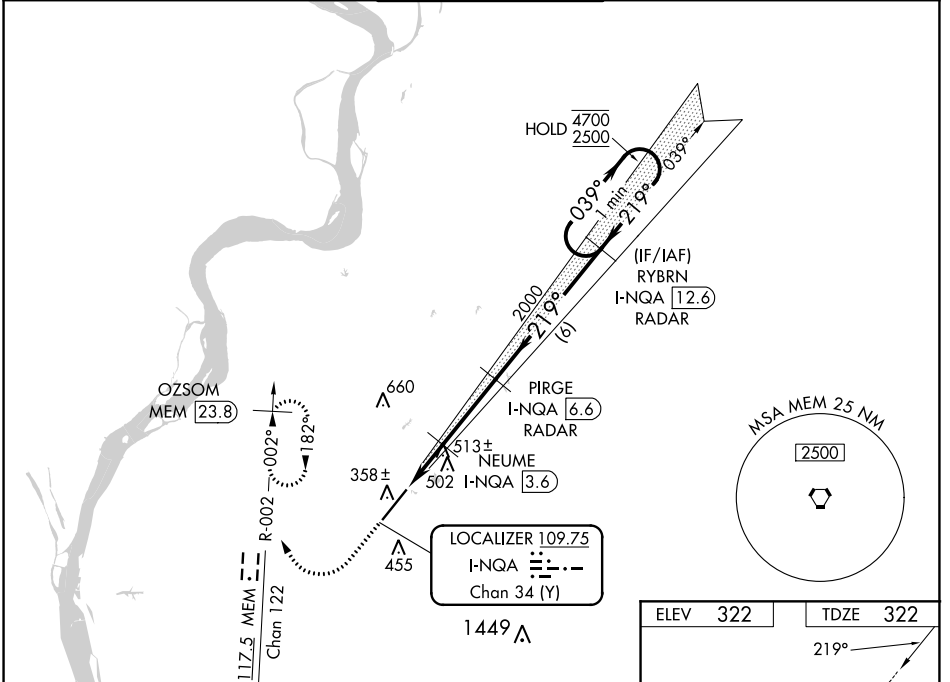 HOLD 4700
2500
039°
1 min
219°
039°
(IF/IAF)
RYBRN
I-NQA 12.6
RADAR
2000
219°
(6)
OZSOM
MEM 23.8
660
PIRGE
I-NQA 6.6
RADAR
MSA MEM 25 NM
2500
002°
182°
R-002
513±
NEUME
502
I-NQA 3.6
358±
455
LOCALIZER 109.75
I-NQA
Chan 34 (Y)
1449
117.5 MEM
Chan 122
ELEV 322
TDZE 322
219°